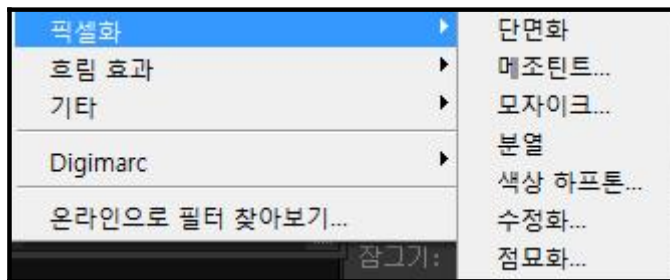 픽셀화
흐림 효과
기타
Digimarc
온라인으로 필터 찾아보기...
단면화
메조틴트...
모자이크...
분열
색상 하프톤...
수정화...
점묘화...
잠그기: